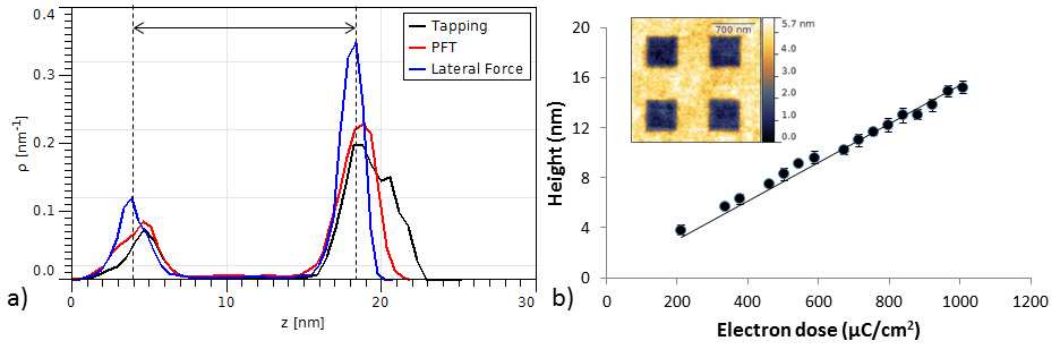 0.4
0.3
0.2
0.1
0.0
ρ [nm⁻¹]
Tapping
PFT
Lateral Force
0
10
20
30
z [nm]
a)
20
16
12
8
4
0
Height (nm)
700 nm
5.7 nm
4.0
3.0
2.0
1.0
0.0
0
200
400
600
800
1000
1200
Electron dose (μC/cm²)
b)